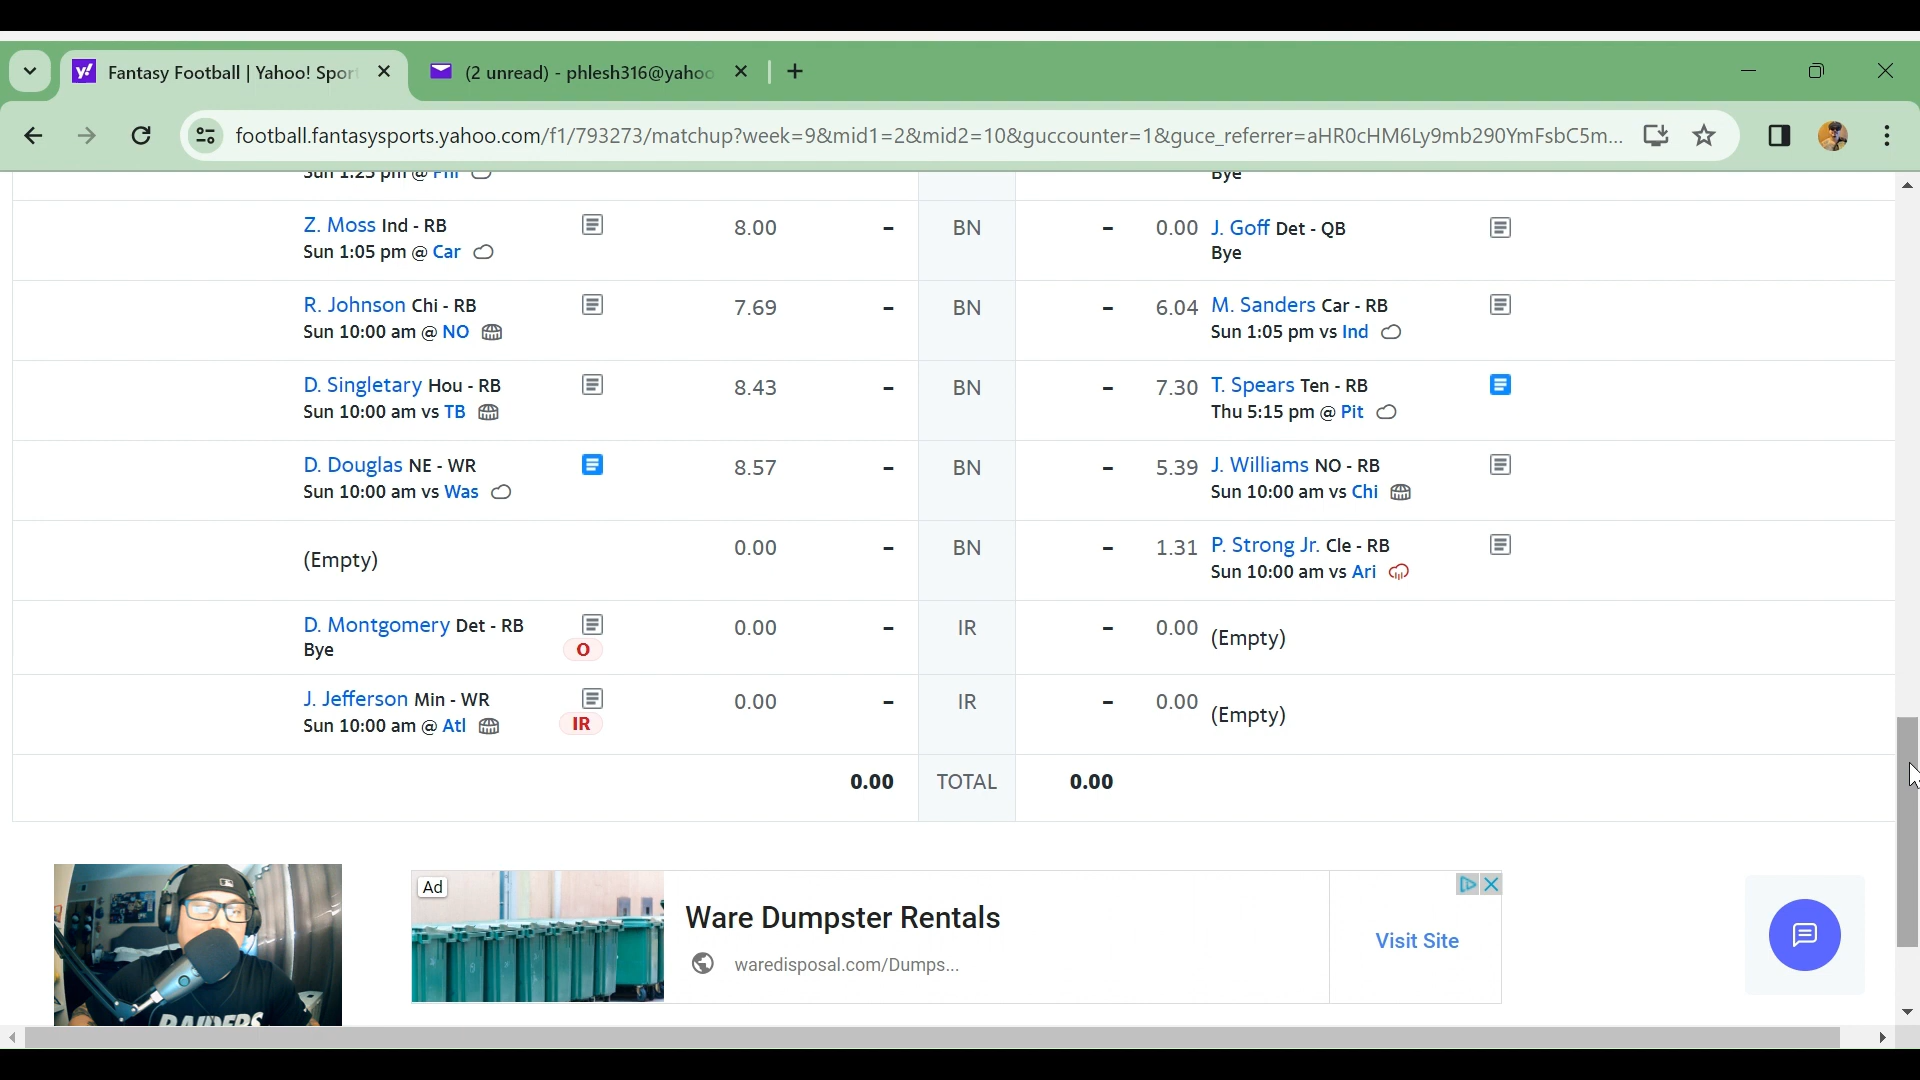 Fantasy Football | Yahoo! Spor
(2 unread) - phlesh316@yahoo
football.fantasysports.yahoo.com/f1/793273/matchup?week=9&mid1=2&mid2=10&guccounter=1&guce_referrer=aHR0cHM6Ly9mb290YmFsbC5m...
Sun 1:25 pm @ Phi
Bye
Z. Moss Ind - RB 8.00 - BN - 0.00 J. Goff Det - QB
Sun 1:05 pm @ Car Bye
R. Johnson Chi - RB 7.69 - BN - 6.04 M. Sanders Car - RB
Sun 10:00 am @ NO Sun 1:05 pm vs Ind
D. Singletary Hou - RB 8.43 - BN - 7.30 T. Spears Ten - RB
Sun 10:00 am vs TB Thu 5:15 pm @ Pit
D. Douglas NE - WR 8.57 - BN - 5.39 J. Williams NO - RB
Sun 10:00 am vs Was Sun 10:00 am vs Chi
(Empty) 0.00 - BN - 1.31 P. Strong Jr. Cle - RB
Sun 10:00 am vs Ari
D. Montgomery Det - RB 0.00 - IR - 0.00 (Empty)
Bye O
J. Jefferson Min - WR 0.00 - IR - 0.00 (Empty)
Sun 10:00 am @ Atl IR
0.00 TOTAL 0.00
Ad
Ware Dumpster Rentals
waredisposal.com/Dumps...
Visit Site
RAIDERS